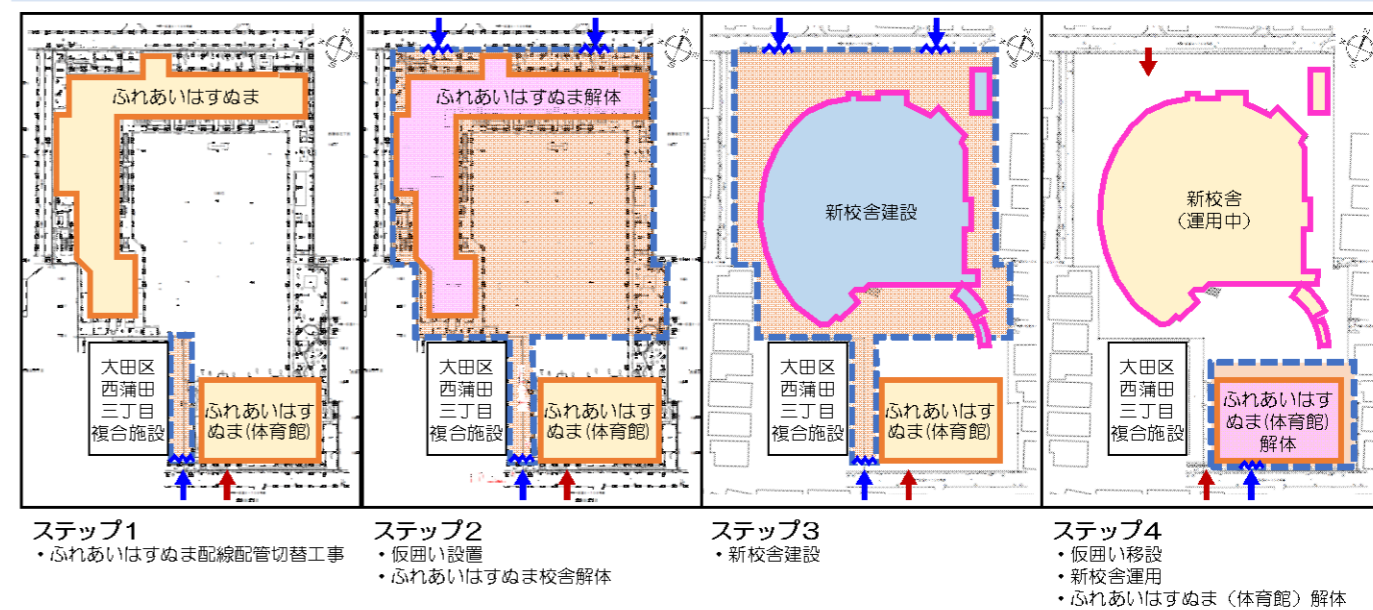 ふれあいはすぬま
大田区
西蒲田
三丁目
複合施設
ふれあいはす
ぬま(体育館)
ステップ1
・ふれあいはすぬま配線配管切替工事
ふれあいはすぬま解体
大田区
西蒲田
三丁目
複合施設
ふれあいはす
ぬま(体育館)
ステップ2
・仮囲い設置
・ふれあいはすぬま校舎解体
新校舎建設
大田区
西蒲田
三丁目
複合施設
ふれあいはす
ぬま(体育館)
ステップ3
・新校舎建設
新校舎
(運用中)
大田区
西蒲田
三丁目
複合施設
ふれあいはす
ぬま(体育館)
解体
ステップ4
・仮囲い移設
・新校舎運用
・ふれあいはすぬま（体育館）解体